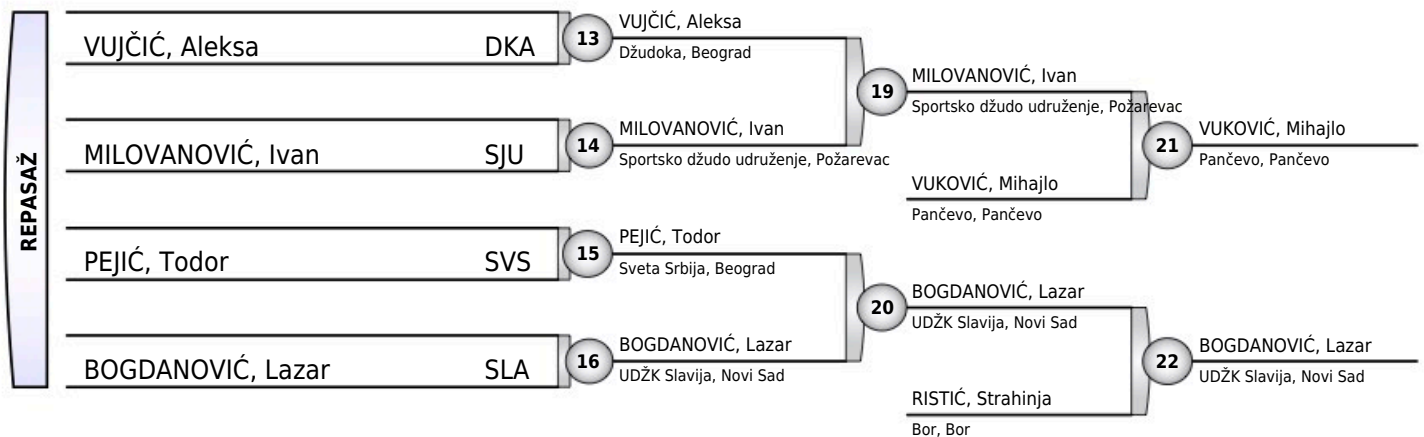 REPASAŽ
VUJČIĆ, Aleksa DKA
MILOVANOVIĆ, Ivan SJU
PEJIĆ, Todor SVS
BOGDANOVIĆ, Lazar SLA
13
VUJČIĆ, Aleksa
Džudoka, Beograd
14
MILOVANOVIĆ, Ivan
Sportsko džudo udruženje, Požarevac
15
PEJIĆ, Todor
Sveta Srbija, Beograd
16
BOGDANOVIĆ, Lazar
UDŽK Slavija, Novi Sad
19
MILOVANOVIĆ, Ivan
Sportsko džudo udruženje, Požarevac
VUKOVIĆ, Mihajlo
Pančevo, Pančevo
20
BOGDANOVIĆ, Lazar
UDŽK Slavija, Novi Sad
RISTIĆ, Strahinja
Bor, Bor
21
VUKOVIĆ, Mihajlo
Pančevo, Pančevo
22
BOGDANOVIĆ, Lazar
UDŽK Slavija, Novi Sad